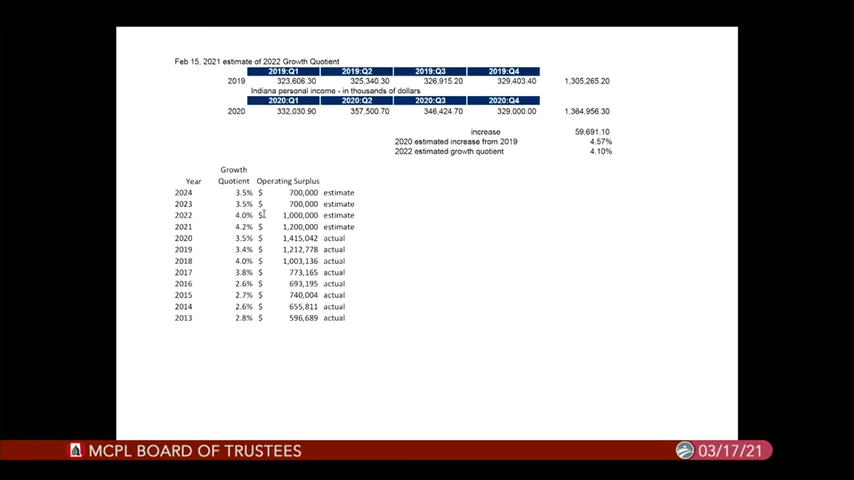 Feb 15, 2021 estimate of 2022 Growth Quotient
2019:Q1 2019:Q2 2019:Q3 2019:Q4
2019 323,606.30 325,340.30 326,915.20 329,403.40 1,305,265.20
Indiana personal income - in thousands of dollars
2020:Q1 2020:Q2 2020:Q3 2020:Q4
2020 332,030.90 357,500.70 346,424.70 329,000.00 1,364,956.30
increase 59,691.10
2020 estimated increase from 2019 4.57%
2022 estimated growth quotient 4.10%
Growth
Year Quotient Operating Surplus
2024 3.5% $ 700,000 estimate
2023 3.5% $ 700,000 estimate
2022 4.0% $ 1,000,000 estimate
2021 4.2% $ 1,200,000 estimate
2020 3.5% $ 1,415,042 actual
2019 3.4% $ 1,212,778 actual
2018 4.0% $ 1,003,136 actual
2017 3.8% $ 773,165 actual
2016 2.6% $ 693,195 actual
2015 2.7% $ 740,004 actual
2014 2.6% $ 655,811 actual
2013 2.8% $ 596,689 actual
MCPL BOARD OF TRUSTEES 03/17/21